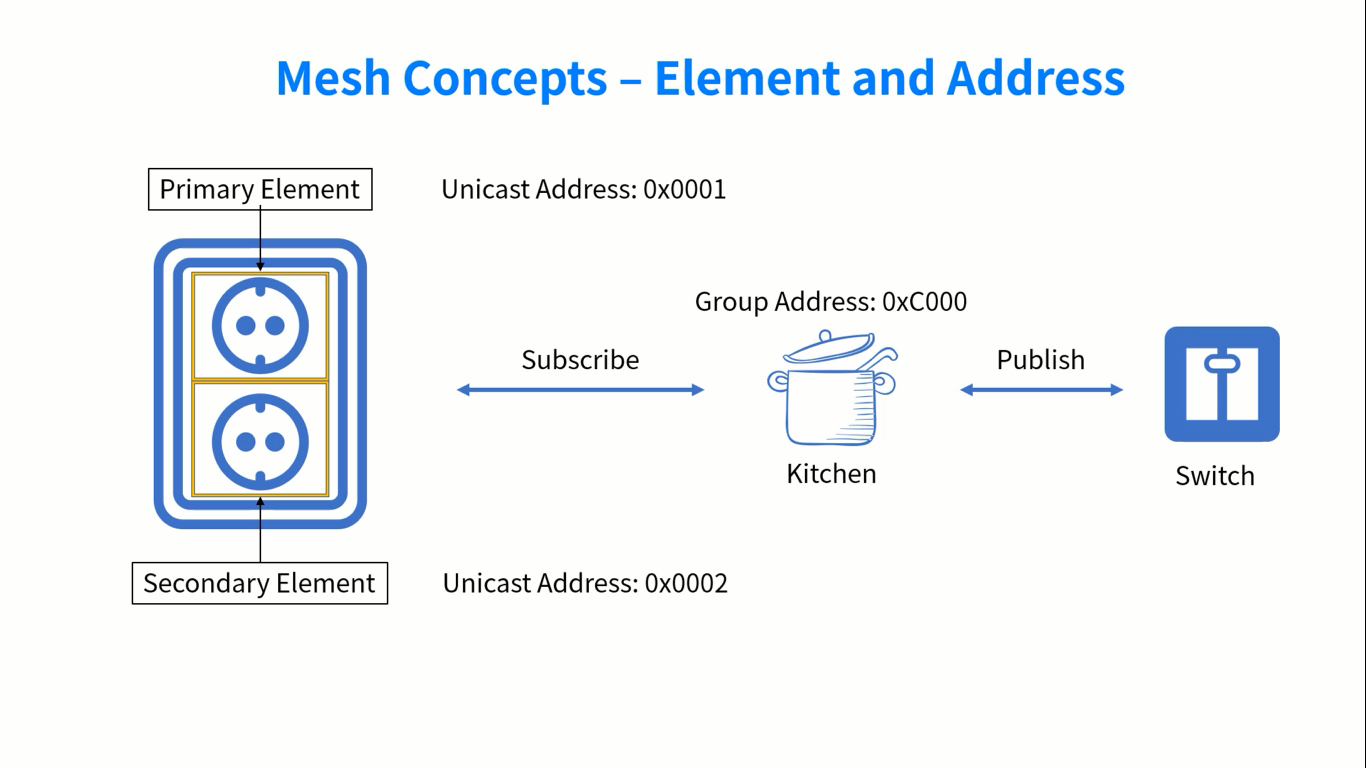 Mesh Concepts – Element and Address
Primary Element
Unicast Address: 0x0001
Group Address: 0xC000
Subscribe
Publish
Kitchen
Switch
Secondary Element
Unicast Address: 0x0002